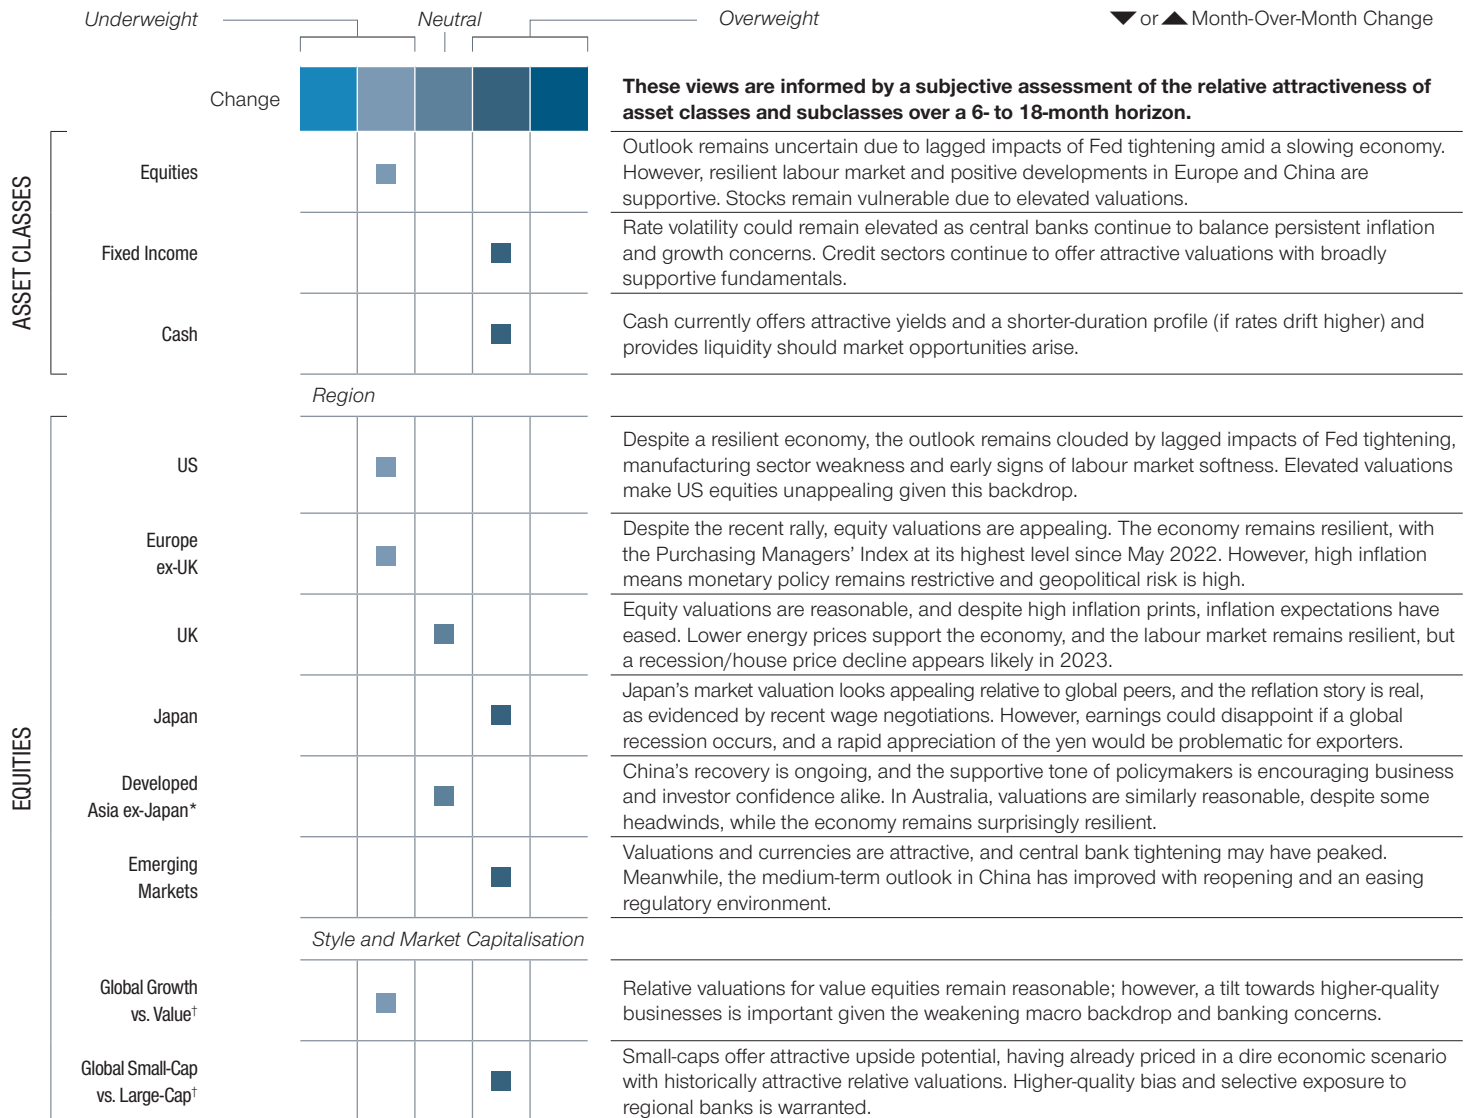 Underweight
Neutral
Overweight
▼ or ▲ Month-Over-Month Change
Change
These views are informed by a subjective assessment of the relative attractiveness of
asset classes and subclasses over a 6- to 18-month horizon.
ASSET CLASSES
Equities
Outlook remains uncertain due to lagged impacts of Fed tightening amid a slowing economy.
However, resilient labour market and positive developments in Europe and China are
supportive. Stocks remain vulnerable due to elevated valuations.
Fixed Income
Rate volatility could remain elevated as central banks continue to balance persistent inflation
and growth concerns. Credit sectors continue to offer attractive valuations with broadly
supportive fundamentals.
Cash
Cash currently offers attractive yields and a shorter-duration profile (if rates drift higher) and
provides liquidity should market opportunities arise.
Region
EQUITIES
US
Despite a resilient economy, the outlook remains clouded by lagged impacts of Fed tightening,
manufacturing sector weakness and early signs of labour market softness. Elevated valuations
make US equities unappealing given this backdrop.
Europe
ex-UK
Despite the recent rally, equity valuations are appealing. The economy remains resilient, with
the Purchasing Managers' Index at its highest level since May 2022. However, high inflation
means monetary policy remains restrictive and geopolitical risk is high.
UK
Equity valuations are reasonable, and despite high inflation prints, inflation expectations have
eased. Lower energy prices support the economy, and the labour market remains resilient, but
a recession/house price decline appears likely in 2023.
Japan
Japan's market valuation looks appealing relative to global peers, and the reflation story is real,
as evidenced by recent wage negotiations. However, earnings could disappoint if a global
recession occurs, and a rapid appreciation of the yen would be problematic for exporters.
Developed
Asia ex-Japan*
China's recovery is ongoing, and the supportive tone of policymakers is encouraging business
and investor confidence alike. In Australia, valuations are similarly reasonable, despite some
headwinds, while the economy remains surprisingly resilient.
Emerging
Markets
Valuations and currencies are attractive, and central bank tightening may have peaked.
Meanwhile, the medium-term outlook in China has improved with reopening and an easing
regulatory environment.
Style and Market Capitalisation
Global Growth
vs. Value†
Relative valuations for value equities remain reasonable; however, a tilt towards higher-quality
businesses is important given the weakening macro backdrop and banking concerns.
Global Small-Cap
vs. Large-Cap†
Small-caps offer attractive upside potential, having already priced in a dire economic scenario
with historically attractive relative valuations. Higher-quality bias and selective exposure to
regional banks is warranted.